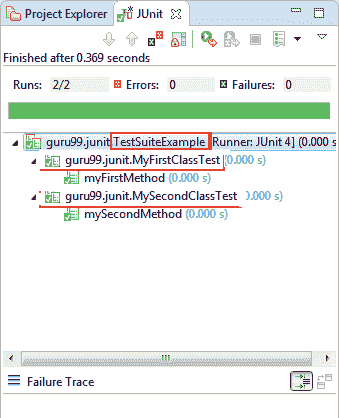 Project Explorer JUnit
Finished after 0.369 seconds
Runs: 2/2 Errors: 0 Failures: 0
guru99.junit.TestSuiteExample Runner: JUnit 4] (0.000 s)
guru99.junit.MyFirstClassTest (0.000 s)
myFirstMethod (0.000 s)
guru99.junit.MySecondClassTest 0.000 s)
mySecondMethod (0.000 s)
Failure Trace